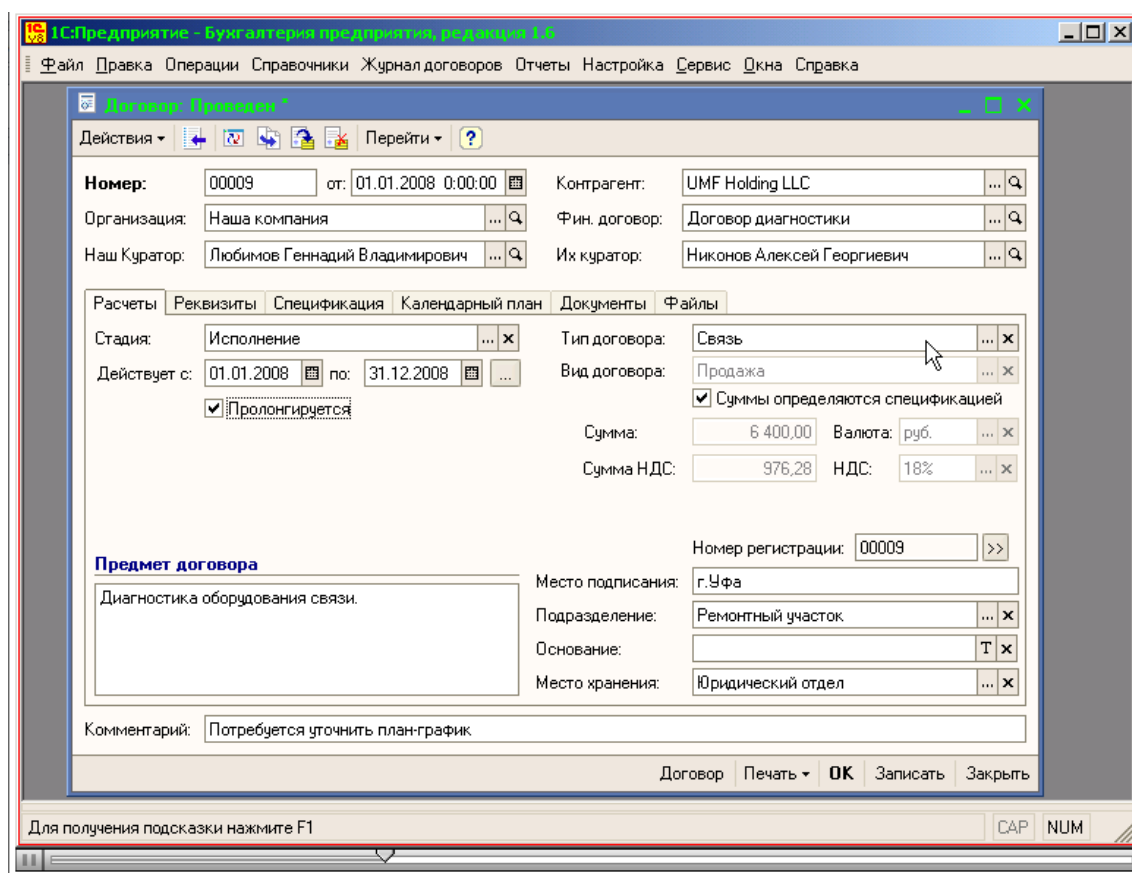 1С:Предприятие - Бухгалтерия предприятия, редакция 1.6
Файл Правка Операции Справочники Журнал договоров Отчеты Настройка Сервис Окна Справка
Договор: Проведен *
Действия Перейти ?
Номер: 00009 от: 01.01.2008 0:00:00 Контрагент: UMF Holding LLC ...
Организация: Наша компания ... Фин. договор: Договор диагностики ...
Наш Куратор: Любимов Геннадий Владимирович ... Их куратор: Никонов Алексей Георгиевич ...
Расчеты Реквизиты Спецификация Календарный план Документы Файлы
Стадия: Исполнение ... x Тип договора: Связь ... x
Действует с: 01.01.2008 по: 31.12.2008 ... Вид договора: Продажа ... x
Пролонгируется Суммы определяются спецификацией
Сумма: 6 400,00 Валюта: руб. ... x
Сумма НДС: 976,28 НДС: 18% ... x
Номер регистрации: 00009 >>
Предмет договора
Место подписания: г.Уфа
Диагностика оборудования связи.
Подразделение: Ремонтный участок ... x
Основание: T x
Место хранения: Юридический отдел ... x
Комментарий: Потребуется уточнить план-график
Договор Печать OK Записать Закрыть
Для получения подсказки нажмите F1 CAP NUM